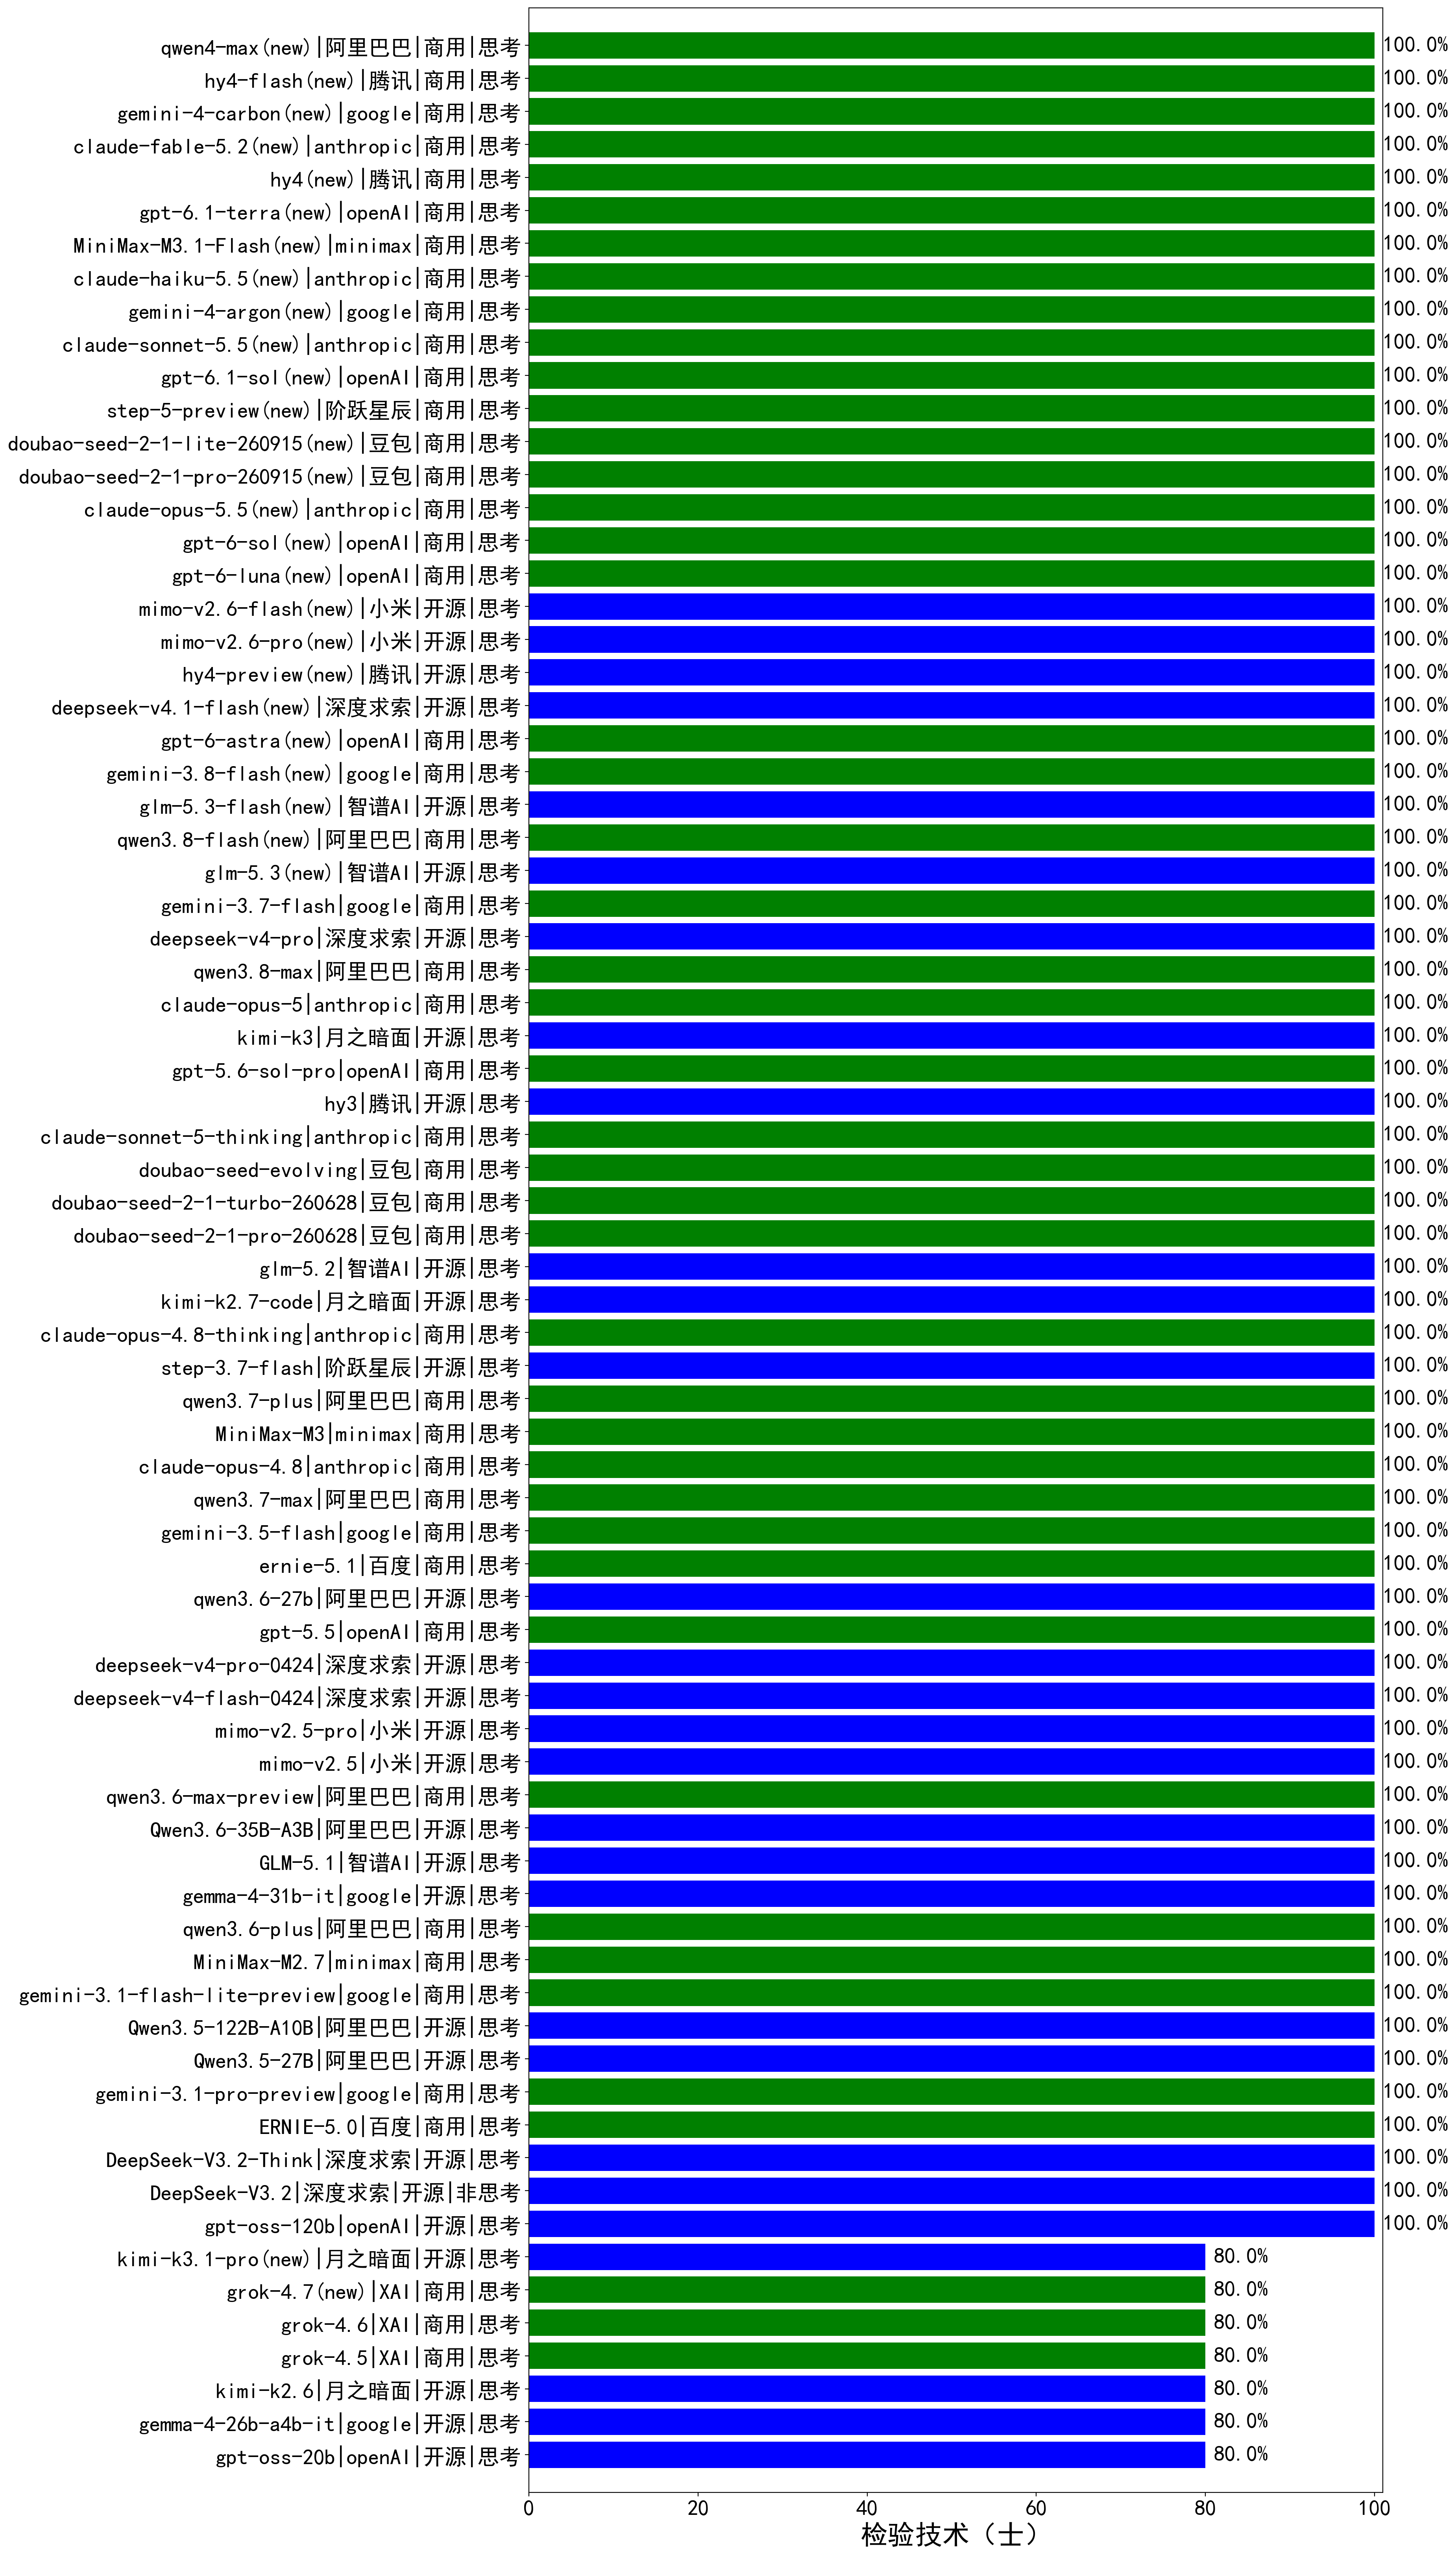 qwen4-max(new)|阿里巴巴|商用|思考 100.0%
hy4-flash(new)|腾讯|商用|思考 100.0%
gemini-4-carbon(new)|google|商用|思考 100.0%
claude-fable-5.2(new)|anthropic|商用|思考 100.0%
hy4(new)|腾讯|商用|思考 100.0%
gpt-6.1-terra(new)|openAI|商用|思考 100.0%
MiniMax-M3.1-Flash(new)|minimax|商用|思考 100.0%
claude-haiku-5.5(new)|anthropic|商用|思考 100.0%
gemini-4-argon(new)|google|商用|思考 100.0%
claude-sonnet-5.5(new)|anthropic|商用|思考 100.0%
gpt-6.1-sol(new)|openAI|商用|思考 100.0%
step-5-preview(new)|阶跃星辰|商用|思考 100.0%
doubao-seed-2-1-lite-260915(new)|豆包|商用|思考 100.0%
doubao-seed-2-1-pro-260915(new)|豆包|商用|思考 100.0%
claude-opus-5.5(new)|anthropic|商用|思考 100.0%
gpt-6-sol(new)|openAI|商用|思考 100.0%
gpt-6-luna(new)|openAI|商用|思考 100.0%
mimo-v2.6-flash(new)|小米|开源|思考 100.0%
mimo-v2.6-pro(new)|小米|开源|思考 100.0%
hy4-preview(new)|腾讯|开源|思考 100.0%
deepseek-v4.1-flash(new)|深度求索|开源|思考 100.0%
gpt-6-astra(new)|openAI|商用|思考 100.0%
gemini-3.8-flash(new)|google|商用|思考 100.0%
glm-5.3-flash(new)|智谱AI|开源|思考 100.0%
qwen3.8-flash(new)|阿里巴巴|商用|思考 100.0%
glm-5.3(new)|智谱AI|开源|思考 100.0%
gemini-3.7-flash|google|商用|思考 100.0%
deepseek-v4-pro|深度求索|开源|思考 100.0%
qwen3.8-max|阿里巴巴|商用|思考 100.0%
claude-opus-5|anthropic|商用|思考 100.0%
kimi-k3|月之暗面|开源|思考 100.0%
gpt-5.6-sol-pro|openAI|商用|思考 100.0%
hy3|腾讯|开源|思考 100.0%
claude-sonnet-5-thinking|anthropic|商用|思考 100.0%
doubao-seed-evolving|豆包|商用|思考 100.0%
doubao-seed-2-1-turbo-260628|豆包|商用|思考 100.0%
doubao-seed-2-1-pro-260628|豆包|商用|思考 100.0%
glm-5.2|智谱AI|开源|思考 100.0%
kimi-k2.7-code|月之暗面|开源|思考 100.0%
claude-opus-4.8-thinking|anthropic|商用|思考 100.0%
step-3.7-flash|阶跃星辰|开源|思考 100.0%
qwen3.7-plus|阿里巴巴|商用|思考 100.0%
MiniMax-M3|minimax|商用|思考 100.0%
claude-opus-4.8|anthropic|商用|思考 100.0%
qwen3.7-max|阿里巴巴|商用|思考 100.0%
gemini-3.5-flash|google|商用|思考 100.0%
ernie-5.1|百度|商用|思考 100.0%
qwen3.6-27b|阿里巴巴|开源|思考 100.0%
gpt-5.5|openAI|商用|思考 100.0%
deepseek-v4-pro-0424|深度求索|开源|思考 100.0%
deepseek-v4-flash-0424|深度求索|开源|思考 100.0%
mimo-v2.5-pro|小米|开源|思考 100.0%
mimo-v2.5|小米|开源|思考 100.0%
qwen3.6-max-preview|阿里巴巴|商用|思考 100.0%
Qwen3.6-35B-A3B|阿里巴巴|开源|思考 100.0%
GLM-5.1|智谱AI|开源|思考 100.0%
gemma-4-31b-it|google|开源|思考 100.0%
qwen3.6-plus|阿里巴巴|商用|思考 100.0%
MiniMax-M2.7|minimax|商用|思考 100.0%
gemini-3.1-flash-lite-preview|google|商用|思考 100.0%
Qwen3.5-122B-A10B|阿里巴巴|开源|思考 100.0%
Qwen3.5-27B|阿里巴巴|开源|思考 100.0%
gemini-3.1-pro-preview|google|商用|思考 100.0%
ERNIE-5.0|百度|商用|思考 100.0%
DeepSeek-V3.2-Think|深度求索|开源|思考 100.0%
DeepSeek-V3.2|深度求索|开源|非思考 100.0%
gpt-oss-120b|openAI|开源|思考 100.0%
kimi-k3.1-pro(new)|月之暗面|开源|思考 80.0%
grok-4.7(new)|XAI|商用|思考 80.0%
grok-4.6|XAI|商用|思考 80.0%
grok-4.5|XAI|商用|思考 80.0%
kimi-k2.6|月之暗面|开源|思考 80.0%
gemma-4-26b-a4b-it|google|开源|思考 80.0%
gpt-oss-20b|openAI|开源|思考 80.0%
0 20 40 60 80 100
检验技术（士）